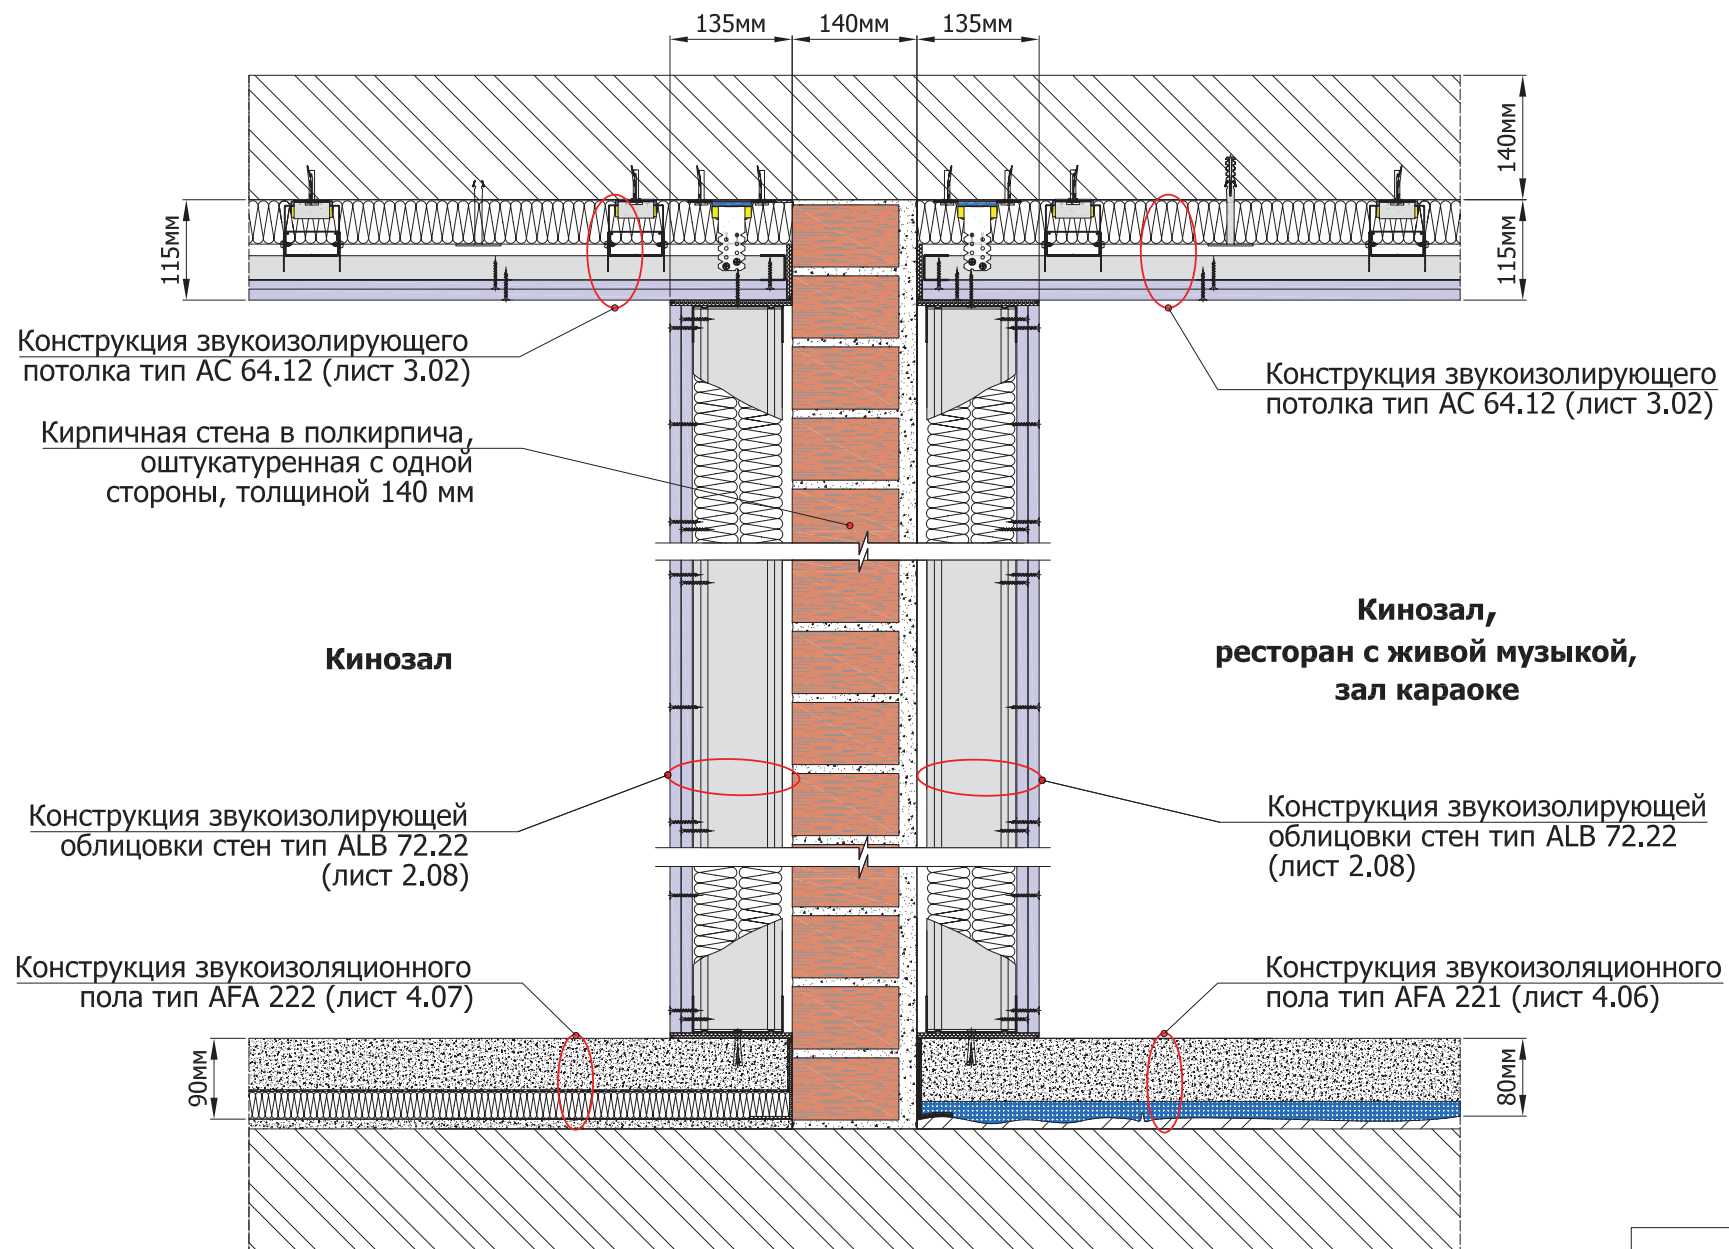 135мм
140мм
135мм
140мм
115мм
115мм
Конструкция звукоизолирующего
потолка тип АС 64.12 (лист 3.02)
Конструкция звукоизолирующего
потолка тип АС 64.12 (лист 3.02)
Кирпичная стена в полкирпича,
оштукатуренная с одной
стороны, толщиной 140 мм
Кинозал
Кинозал,
ресторан с живой музыкой,
зал караоке
Конструкция звукоизолирующей
облицовки стен тип ALB 72.22
(лист 2.08)
Конструкция звукоизолирующей
облицовки стен тип ALB 72.22
(лист 2.08)
Конструкция звукоизоляционного
пола тип AFA 222 (лист 4.07)
Конструкция звукоизоляционного
пола тип AFA 221 (лист 4.06)
90мм
80мм